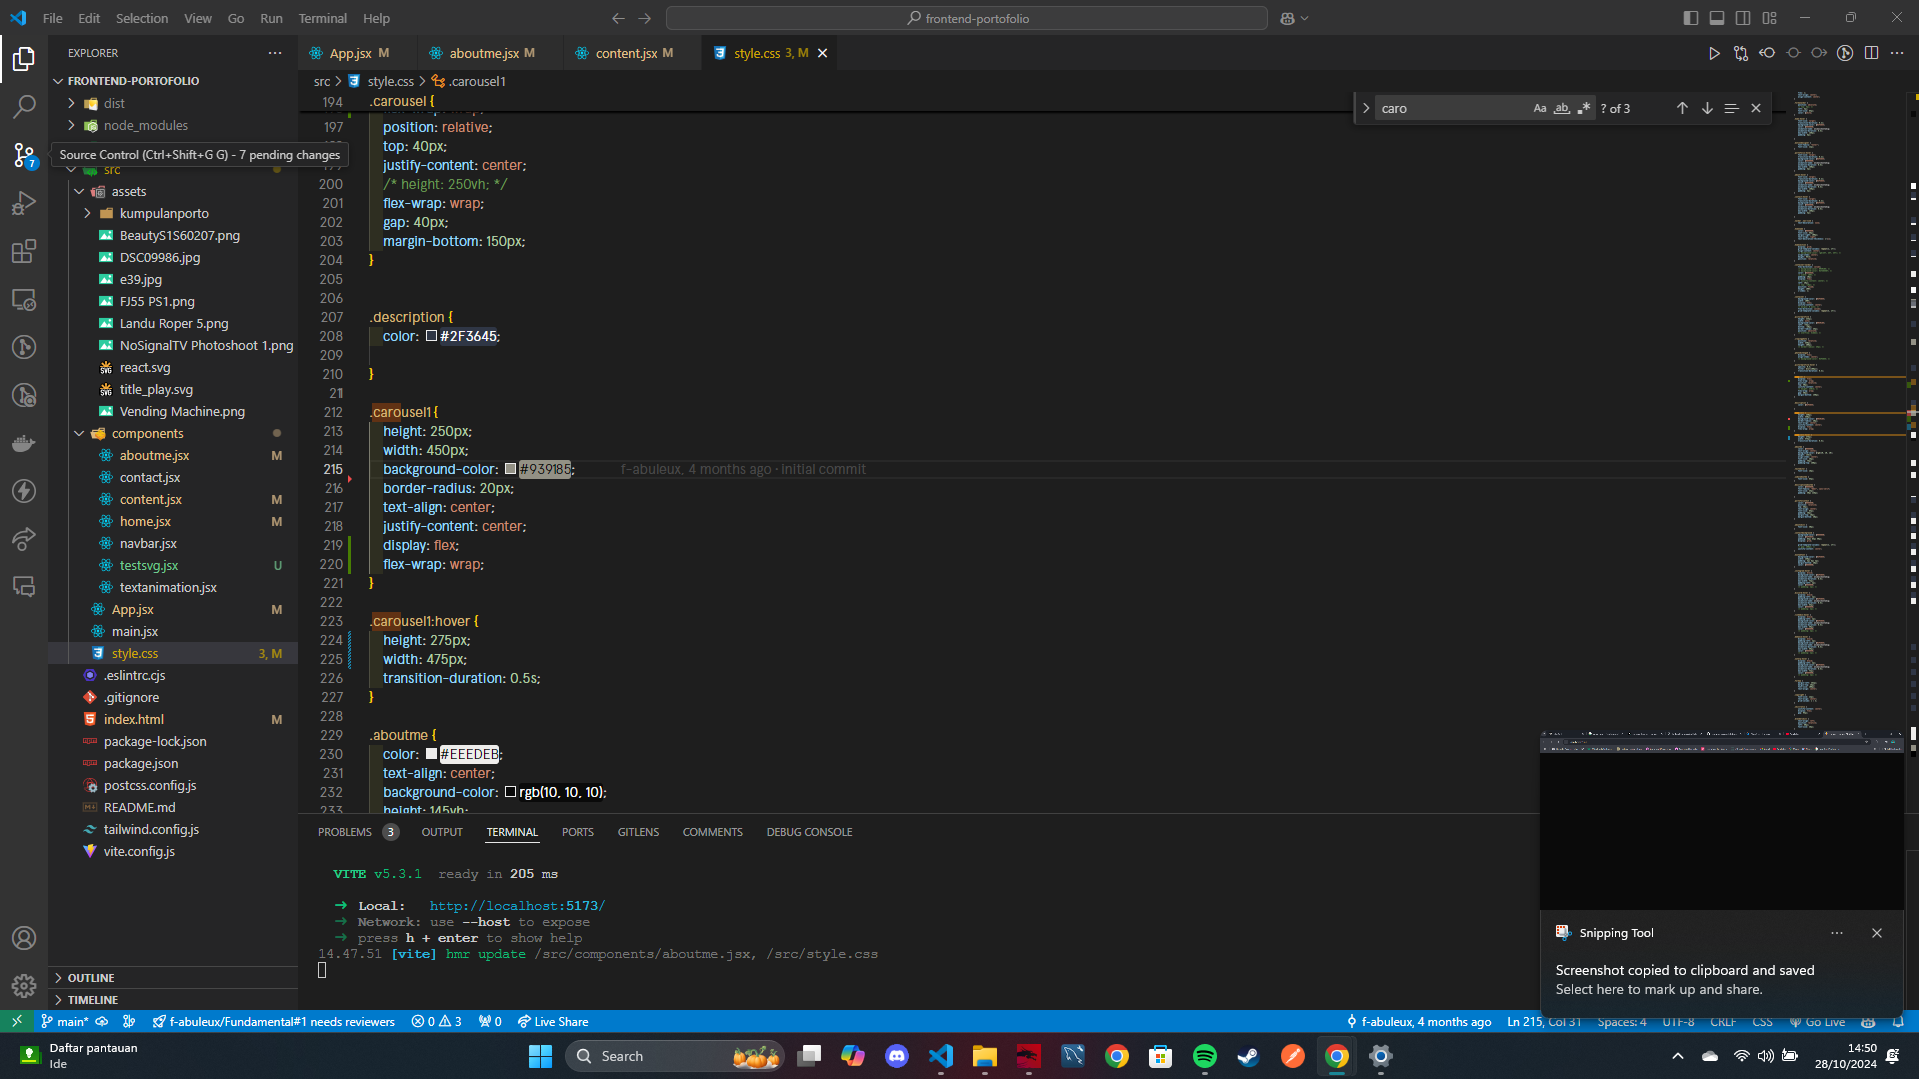 File Edit Selection View Go Run Terminal Help
frontend-portofolio
EXPLORER
FRONTEND-PORTOFOLIO
dist
node_modules
Source Control (Ctrl+Shift+G G) - 7 pending changes
7
src
assets
kumpulanporto
BeautyS1S60207.png
DSC09986.jpg
e39.jpg
FJ55 PS1.png
Landu Roper 5.png
NoSignalTV Photoshoot 1.png
react.svg
title_play.svg
Vending Machine.png
components
aboutme.jsx M
contact.jsx
content.jsx M
home.jsx M
navbar.jsx
testsvg.jsx U
textanimation.jsx
App.jsx M
main.jsx
style.css 3, M
.eslintrc.cjs
.gitignore
index.html M
package-lock.json
package.json
postcss.config.js
README.md
tailwind.config.js
vite.config.js
OUTLINE
TIMELINE
App.jsx M aboutme.jsx M content.jsx M style.css 3, M
src > style.css > .carousel1
caro
Aa ab ? of 3
194 .carousel {
197 position: relative;
top: 40px;
justify-content: center;
200 /* height: 250vh; */
201 flex-wrap: wrap;
202 gap: 40px;
203 margin-bottom: 150px;
204 }
205
206
207 .description {
208 color: #2F3645;
209
210 }
211
212 .carousel1 {
213 height: 250px;
214 width: 450px;
215 background-color: #939185; f-abuleux, 4 months ago · initial commit
216 border-radius: 20px;
217 text-align: center;
218 justify-content: center;
219 display: flex;
220 flex-wrap: wrap;
221 }
222
223 .carousel1:hover {
224 height: 275px;
225 width: 475px;
226 transition-duration: 0.5s;
227 }
228
229 .aboutme {
230 color: #EEEDEB;
231 text-align: center;
232 background-color: rgb(10, 10, 10);
233 height: 145vh;
PROBLEMS 3 OUTPUT TERMINAL PORTS GITLENS COMMENTS DEBUG CONSOLE
VITE v5.3.1 ready in 205 ms
➜ Local: http://localhost:5173/
➜ Network: use --host to expose
➜ press h + enter to show help
14.47.51 [vite] hmr update /src/components/aboutme.jsx, /src/style.css
Snipping Tool
Screenshot copied to clipboard and saved
Select here to mark up and share.
main* f-abuleux/Fundamental#1 needs reviewers 0 3 0 Live Share
f-abuleux, 4 months ago Ln 215, Col 31 Spaces: 4 UTF-8 CRLF CSS Go Live
Daftar pantauan
Ide
Search
14:50
28/10/2024